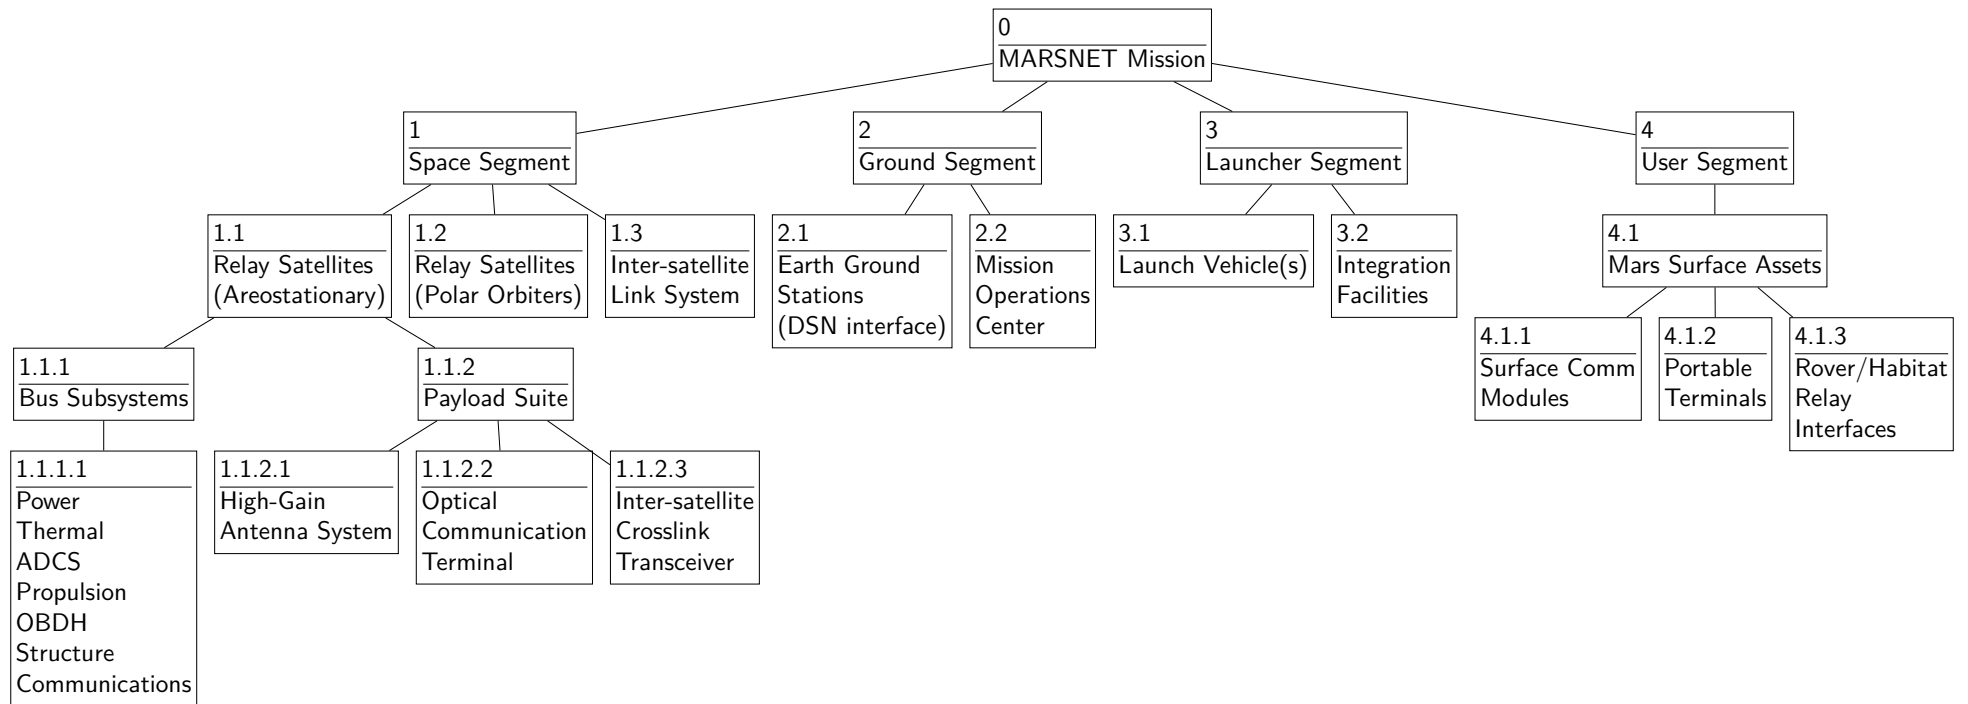 0
MARSNET Mission
1
Space Segment
2
Ground Segment
3
Launcher Segment
4
User Segment
1.1
Relay Satellites
(Areostationary)
1.2
Relay Satellites
(Polar Orbiters)
1.3
Inter-satellite
Link System
2.1
Earth Ground
Stations
(DSN interface)
2.2
Mission
Operations
Center
3.1
Launch Vehicle(s)
3.2
Integration
Facilities
4.1
Mars Surface Assets
1.1.1
Bus Subsystems
1.1.2
Payload Suite
4.1.1
Surface Comm
Modules
4.1.2
Portable
Terminals
4.1.3
Rover/Habitat
Relay
Interfaces
1.1.1.1
Power
Thermal
ADCS
Propulsion
OBDH
Structure
Communications
1.1.2.1
High-Gain
Antenna System
1.1.2.2
Optical
Communication
Terminal
1.1.2.3
Inter-satellite
Crosslink
Transceiver